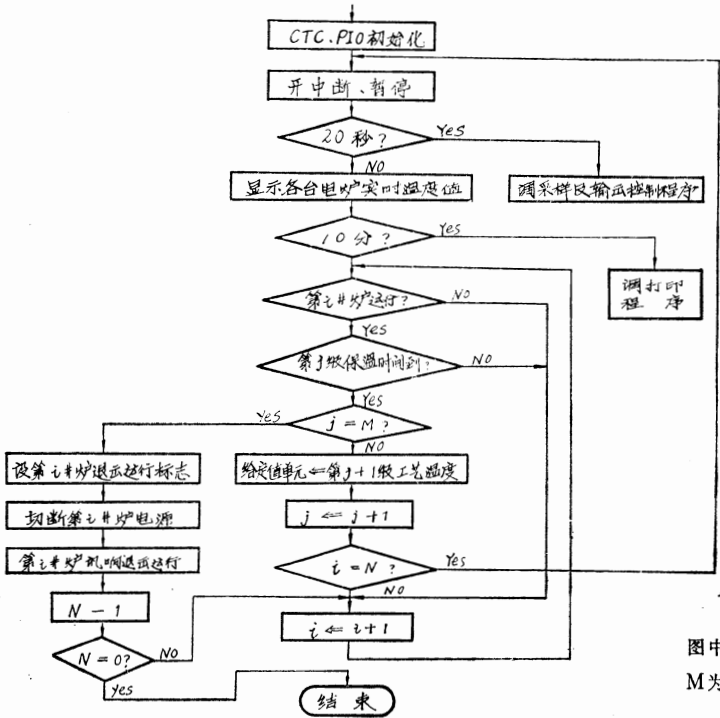 CTC.PIO初始化
开中断、暂停
20秒?
Yes
NO
显示各台电炉实时温度值
调采样及输出控制程序
10分?
Yes
调打印
程 序
第i#炉运行?
NO
Yes
第j级保温时间到?
NO
Yes
j=M?
Yes
NO
设第i#炉退出运行标志
给定值单元⇐第j+1级工艺温度
切断第i#炉电源
j⇐j+1
第i#炉 响退出运行
i=N?
Yes
NO
N-1
i⇐i+1
N=0?
NO
Yes
结 束
图中
M为